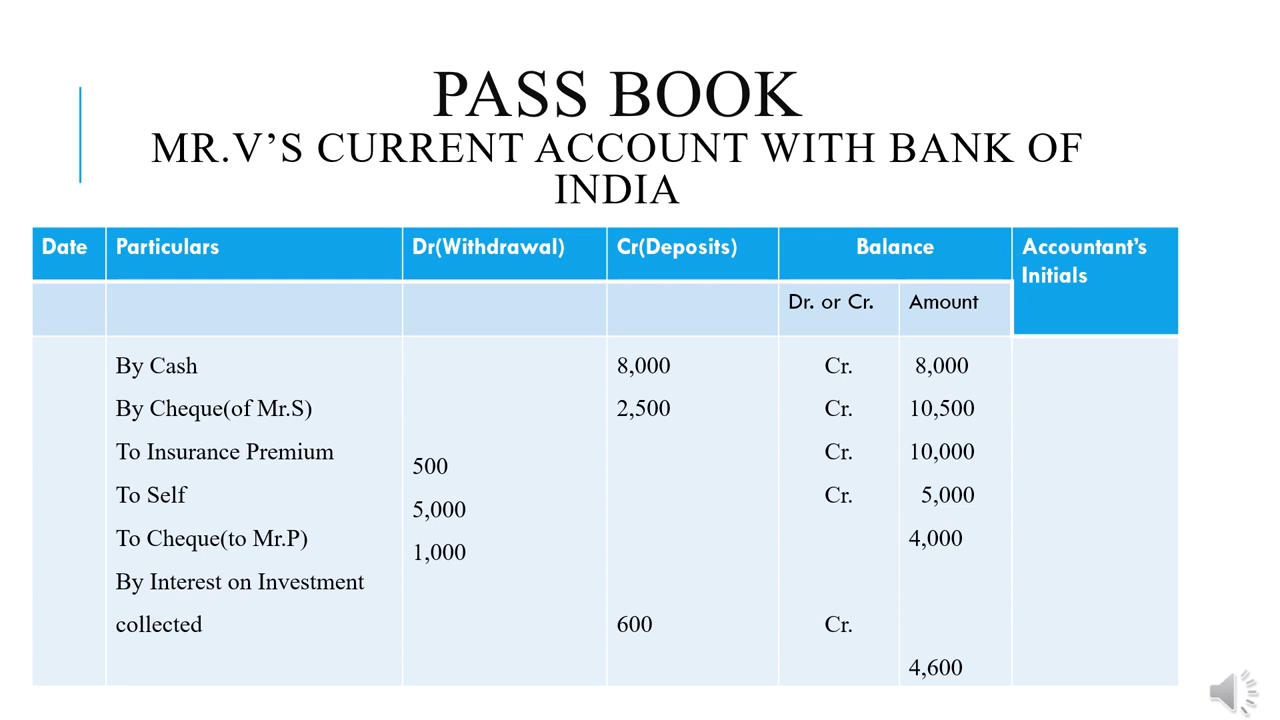 PASS BOOK
MR.V’S CURRENT ACCOUNT WITH BANK OF
INDIA
Date Particulars Dr(Withdrawal) Cr(Deposits) Balance Accountant’s
Initials
Dr. or Cr. Amount
By Cash 8,000 Cr. 8,000
By Cheque(of Mr.S) 2,500 Cr. 10,500
To Insurance Premium 500 Cr. 10,000
To Self 5,000 Cr. 5,000
To Cheque(to Mr.P) 1,000 4,000
By Interest on Investment
collected 600 Cr.
4,600